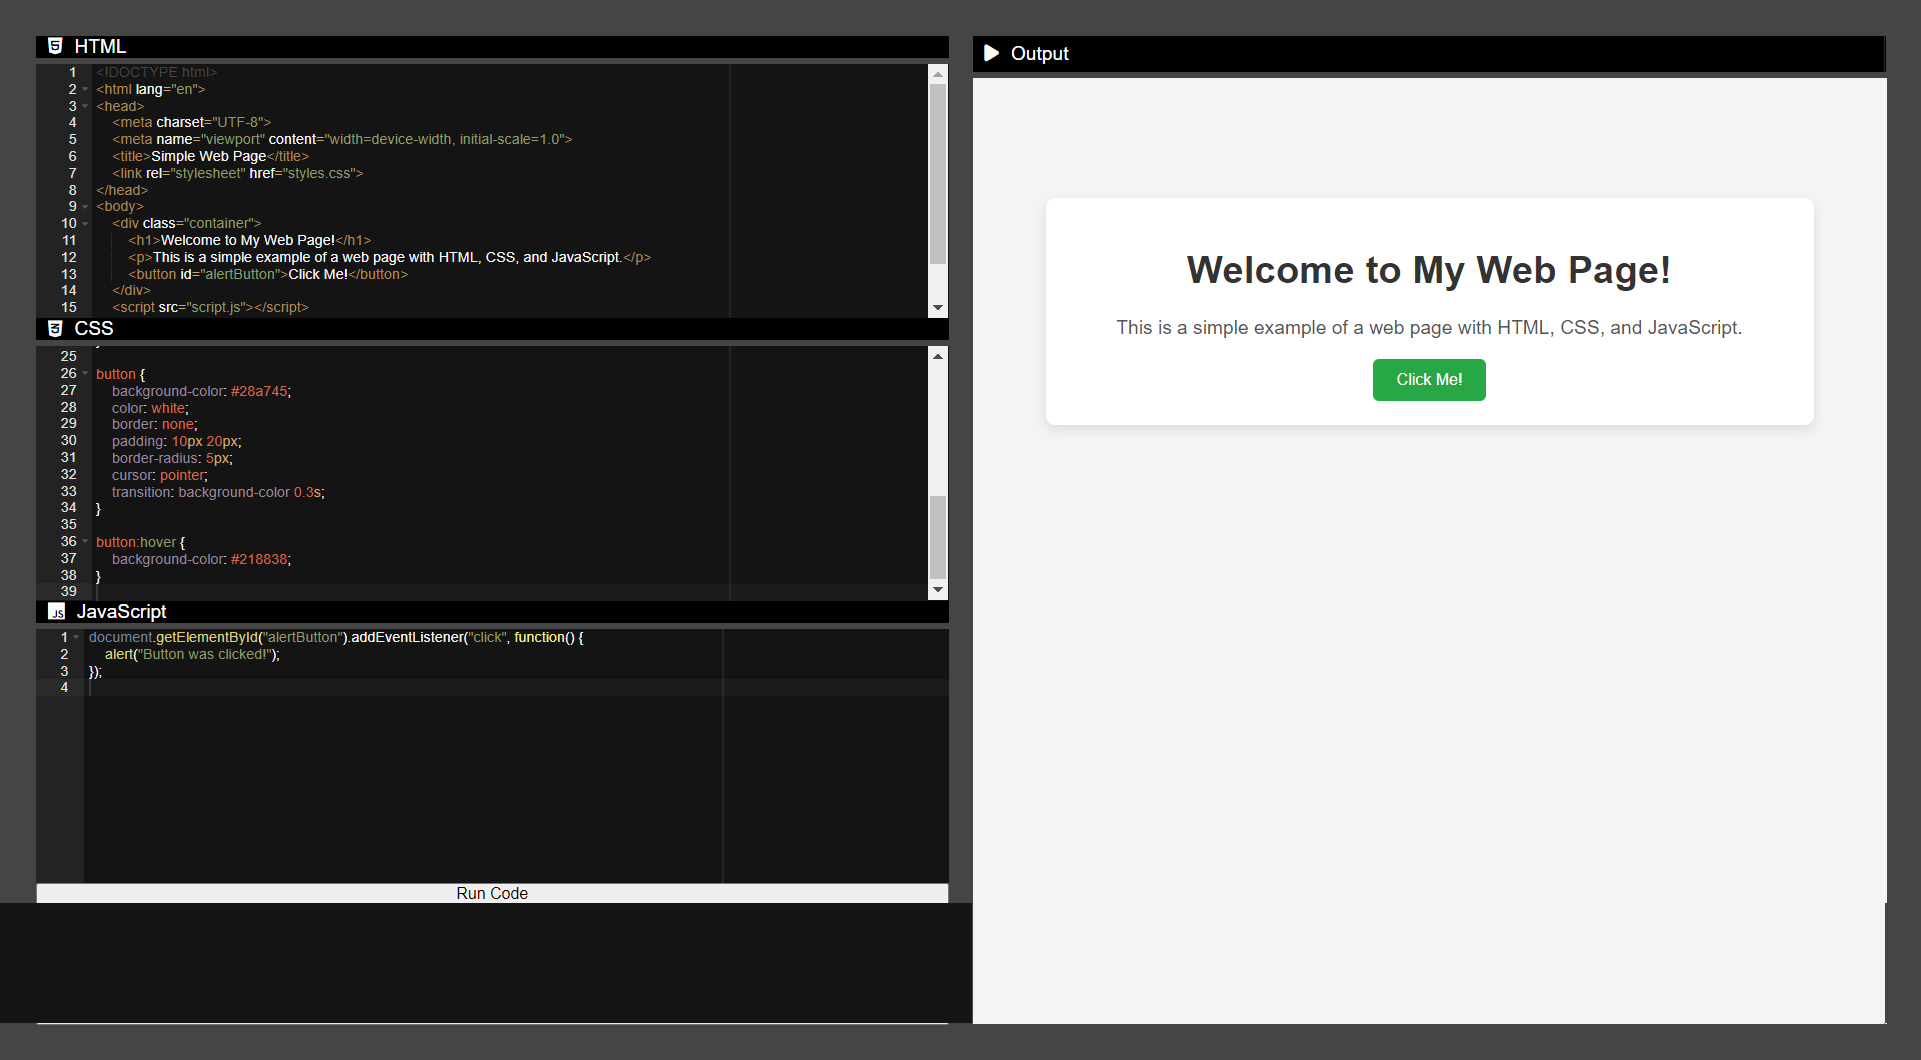 HTML
1 <!DOCTYPE html>
2 <html lang="en">
3 <head>
4 <meta charset="UTF-8">
5 <meta name="viewport" content="width=device-width, initial-scale=1.0">
6 <title>Simple Web Page</title>
7 <link rel="stylesheet" href="styles.css">
8 </head>
9 <body>
10 <div class="container">
11 <h1>Welcome to My Web Page!</h1>
12 <p>This is a simple example of a web page with HTML, CSS, and JavaScript.</p>
13 <button id="alertButton">Click Me!</button>
14 </div>
15 <script src="script.js"></script>
CSS
25
26 button {
27 background-color: #28a745;
28 color: white;
29 border: none;
30 padding: 10px 20px;
31 border-radius: 5px;
32 cursor: pointer;
33 transition: background-color 0.3s;
34 }
35
36 button:hover {
37 background-color: #218838;
38 }
39
JS JavaScript
1 document.getElementById("alertButton").addEventListener("click", function() {
2 alert("Button was clicked!");
3 });
4
Run Code
Output
Welcome to My Web Page!
This is a simple example of a web page with HTML, CSS, and JavaScript.
Click Me!